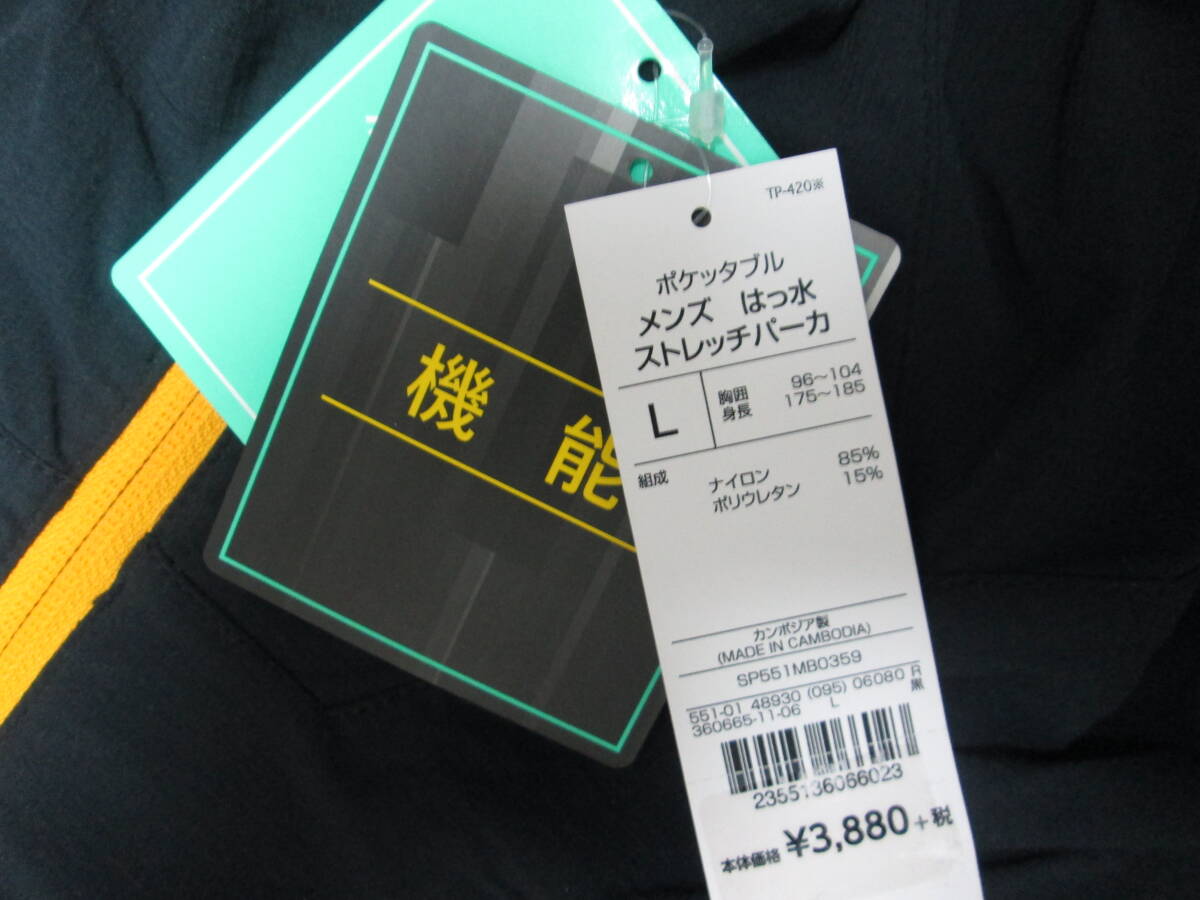 機能
TP-420※
ポケッタブル
メンズ はっ水
ストレッチパーカ
L
胸囲 96～104
身長 175～185
組成 ナイロン 85%
ポリウレタン 15%
カンボジア製
(MADE IN CAMBODIA)
SP551MB0359
551-01 48930 (095) 06080 R
360665-11-06 L 黒
2355136066023
本体価格 ¥3,880+税